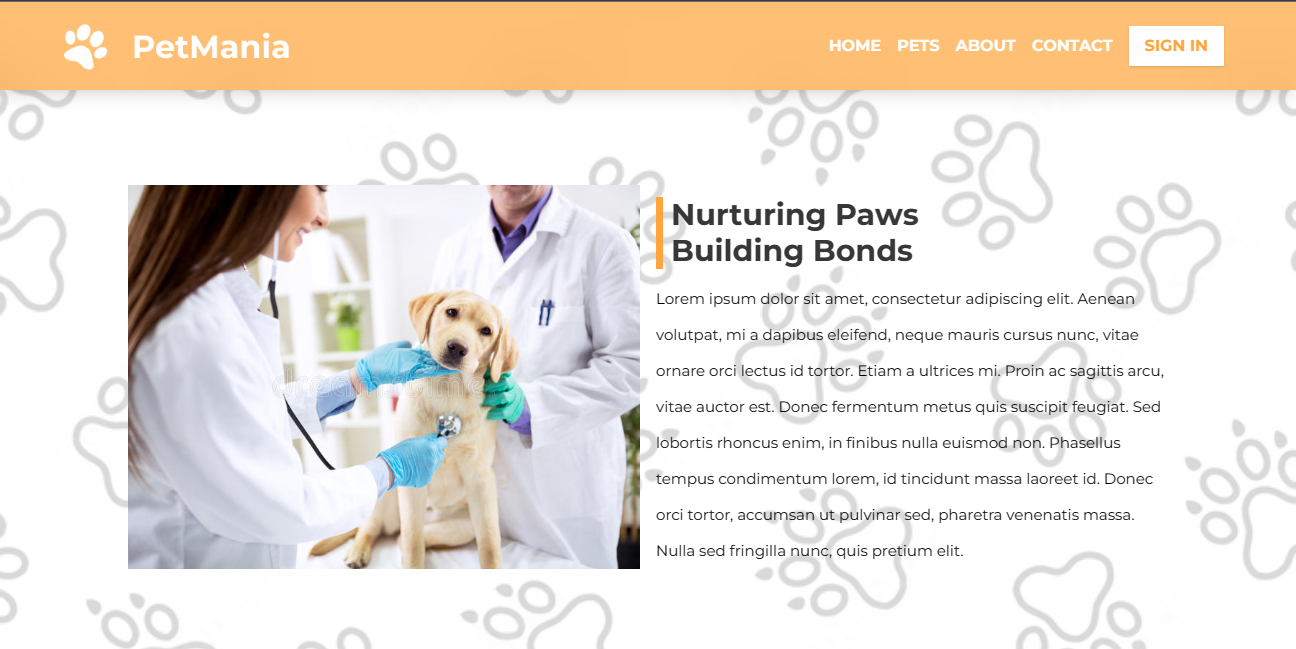 PetMania
HOME PETS ABOUT CONTACT SIGN IN
dreamstime
Nurturing Paws
Building Bonds
Lorem ipsum dolor sit amet, consectetur adipiscing elit. Aenean
volutpat, mi a dapibus eleifend, neque mauris cursus nunc, vitae
ornare orci lectus id tortor. Etiam a ultrices mi. Proin ac sagittis arcu,
vitae auctor est. Donec fermentum metus quis suscipit feugiat. Sed
lobortis rhoncus enim, in finibus nulla euismod non. Phasellus
tempus condimentum lorem, id tincidunt massa laoreet id. Donec
orci tortor, accumsan ut pulvinar sed, pharetra venenatis massa.
Nulla sed fringilla nunc, quis pretium elit.